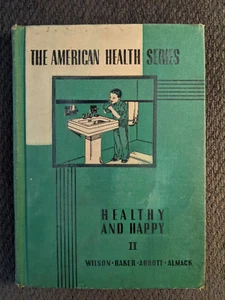 THE AMERICAN HEALTH SERIES
HEALTHY
AND HAPPY
II
WILSON • BAKER • ABBOTT • ALMACK